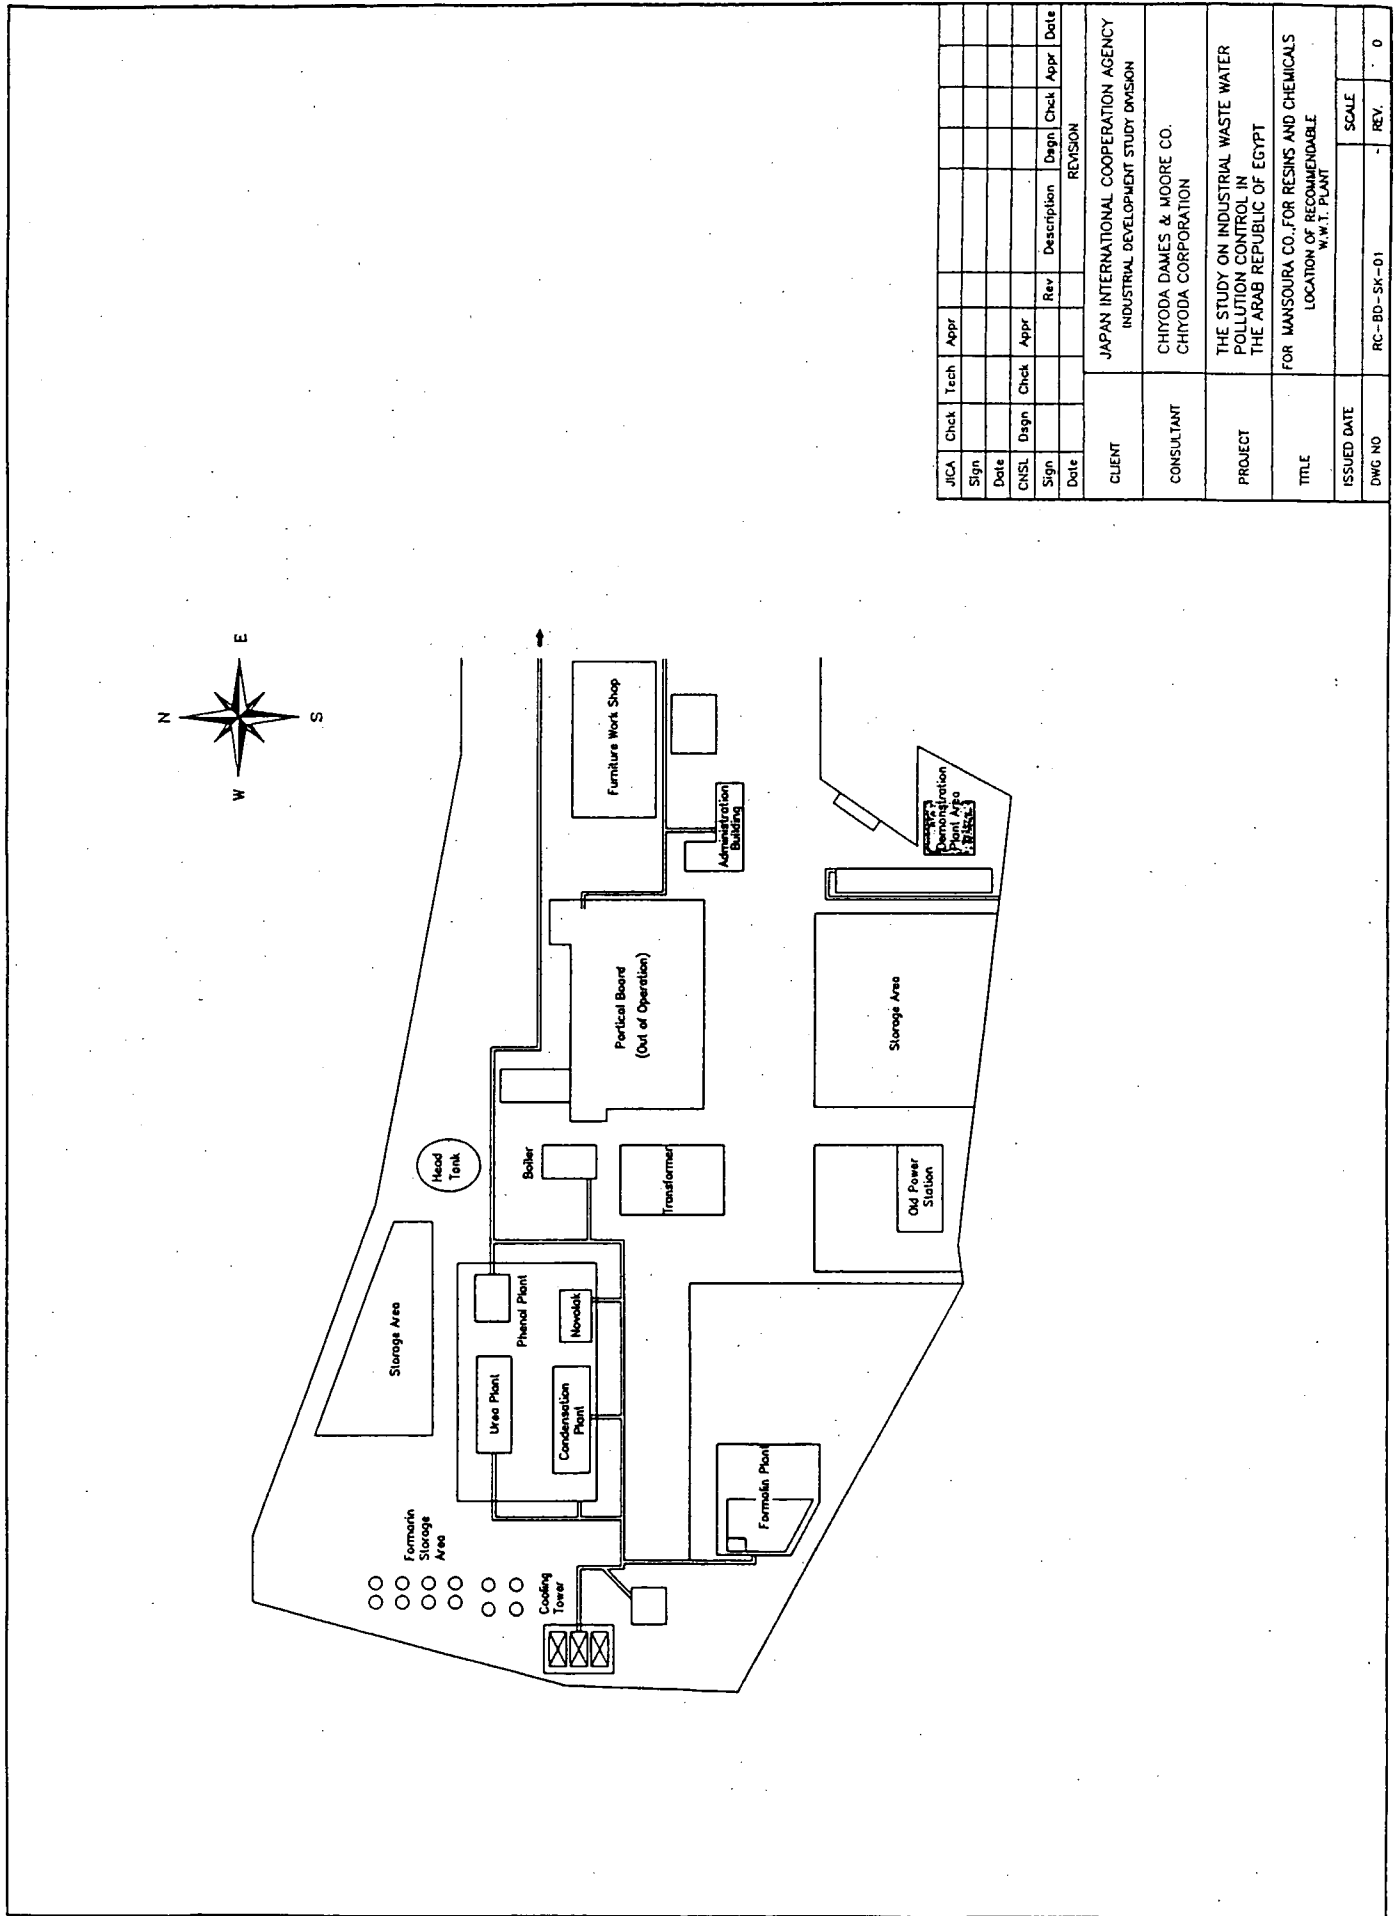 N
W
E
S
Storage Area
Head
Tank
Formarin
Storage
Area
Urea Plant
Phenol Plant
Condensation
Plant
Novolak
Boiler
Cooling
Tower
Transformer
Partical Board
(Out of Operation)
Furniture Work Shop
Administration
Building
Formalin Plant
Old Power
Station
Storage Area
Demonstration
Plant Area
JICA Chck Tech Appr
Sign
Date
CNSL Dsgn Chck Appr
Sign
Date
Rev Description Dsgn Chck Appr Date
REVISION
CLIENT
JAPAN INTERNATIONAL COOPERATION AGENCY
INDUSTRIAL DEVELOPMENT STUDY DIVISION
CONSULTANT
CHIYODA DAMES & MOORE CO.
CHIYODA CORPORATION
PROJECT
THE STUDY ON INDUSTRIAL WASTE WATER
POLLUTION CONTROL IN
THE ARAB REPUBLIC OF EGYPT
TITLE
FOR MANSOURA CO.,FOR RESINS AND CHEMICALS
LOCATION OF RECOMMENDABLE
W.W.T. PLANT
ISSUED DATE
SCALE
DWG NO
RC-BD-SK-01
REV. 0